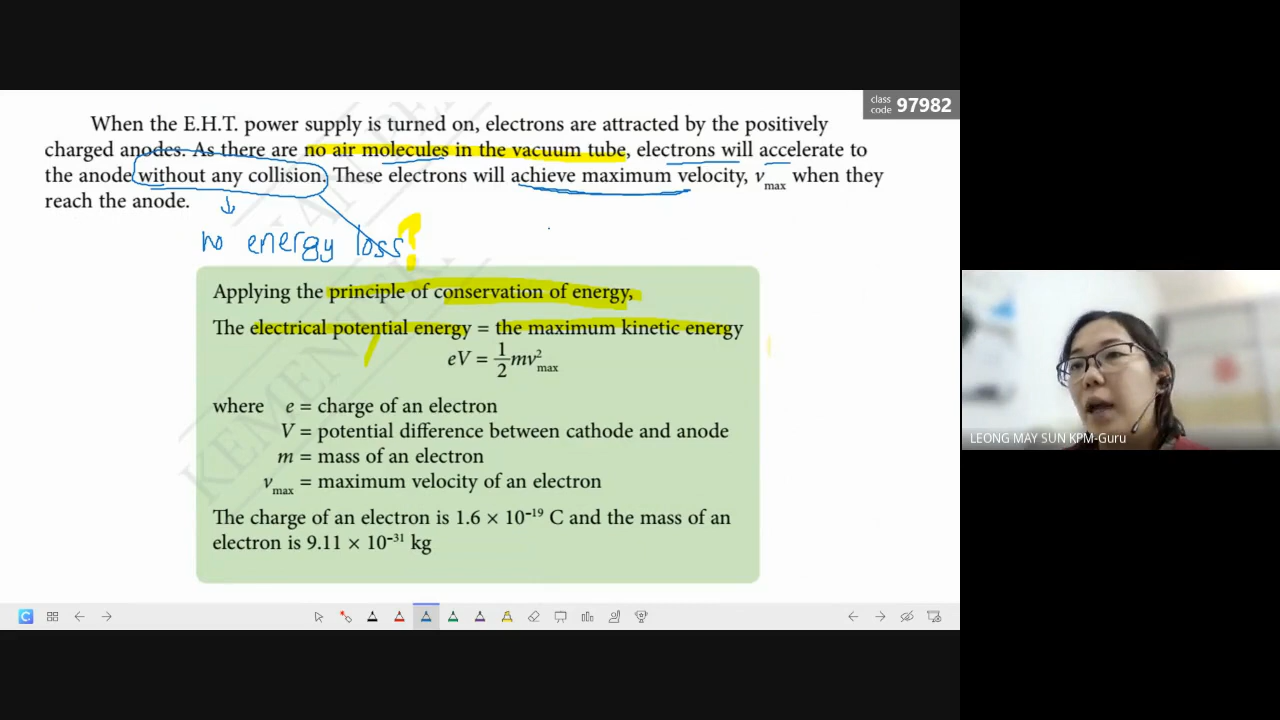 class code 97982
When the E.H.T. power supply is turned on, electrons are attracted by the positively
charged anodes. As there are no air molecules in the vacuum tube, electrons will accelerate to
the anode without any collision. These electrons will achieve maximum velocity, vmax when they
reach the anode.
no energy loss
Applying the principle of conservation of energy,
The electrical potential energy = the maximum kinetic energy
eV = 1/2 mv²max
where e = charge of an electron
V = potential difference between cathode and anode
m = mass of an electron
vmax = maximum velocity of an electron
The charge of an electron is 1.6 × 10⁻¹⁹ C and the mass of an
electron is 9.11 × 10⁻³¹ kg
LEONG MAY SUN KPM-Guru